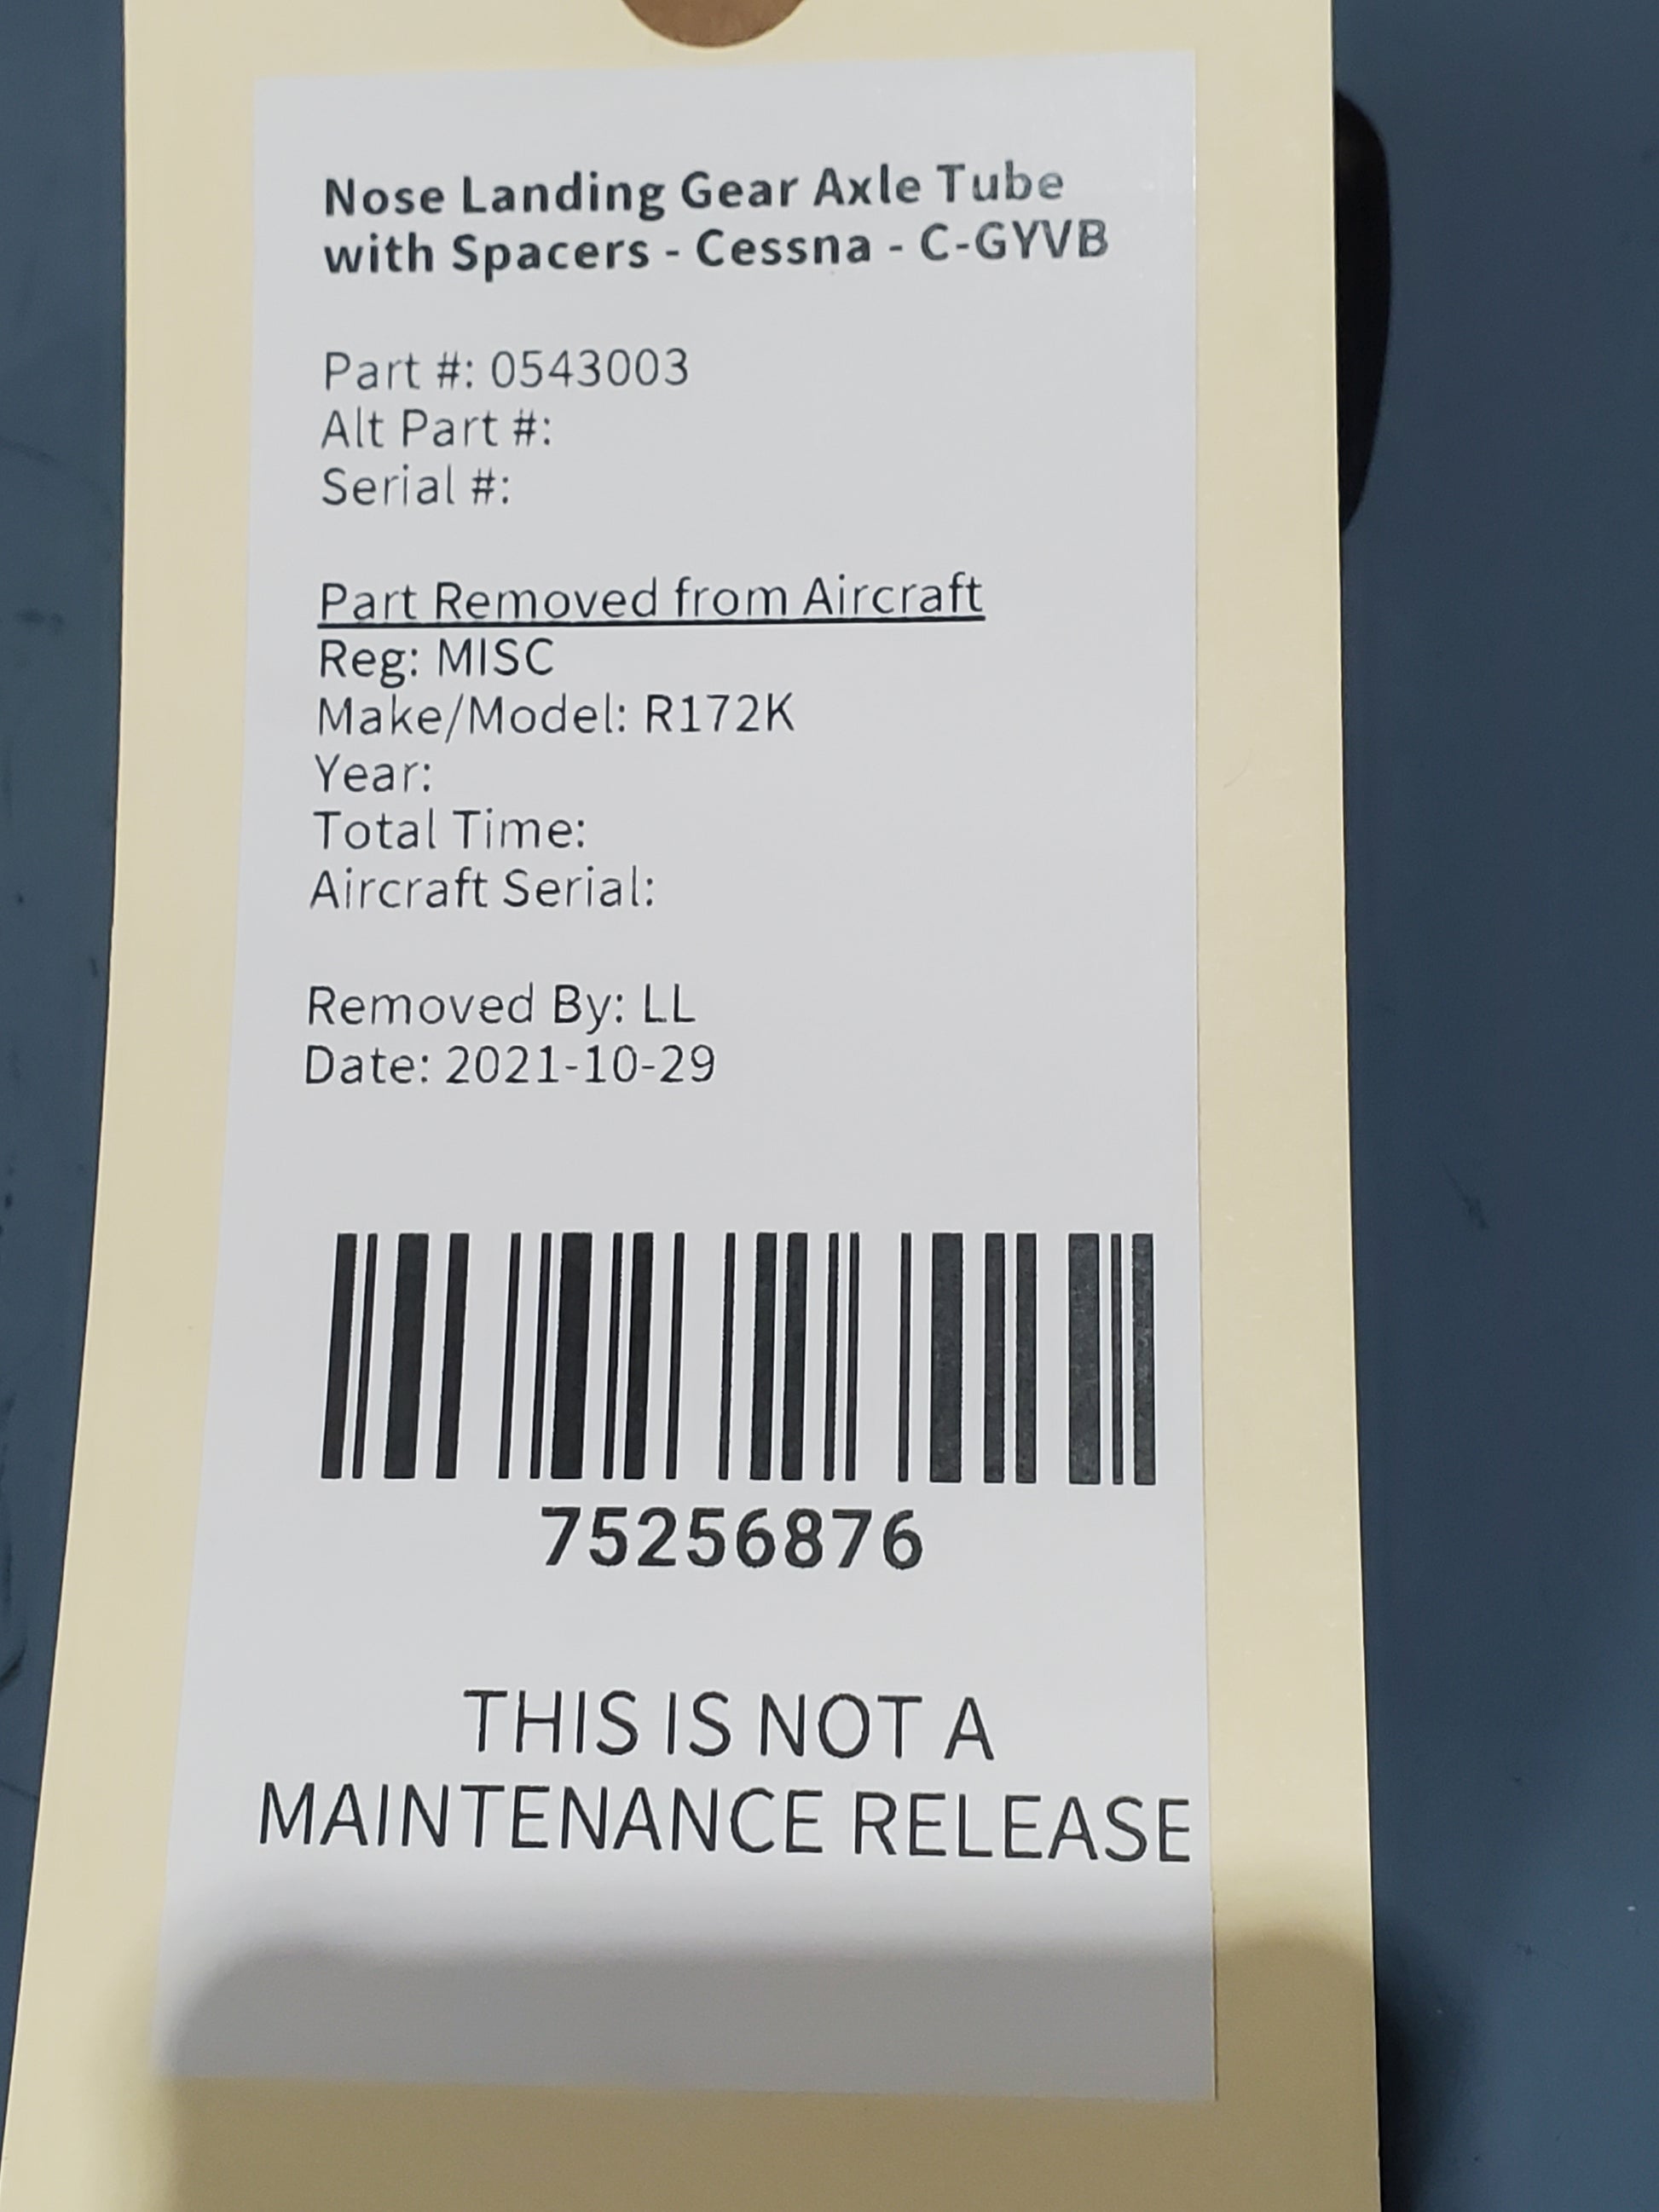 Nose Landing Gear Axle Tube
with Spacers - Cessna - C-GYVB
Part #: 0543003
Alt Part #:
Serial #:
Part Removed from Aircraft
Reg: MISC
Make/Model: R172K
Year:
Total Time:
Aircraft Serial:
Removed By: LL
Date: 2021-10-29
75256876
THIS IS NOT A
MAINTENANCE RELEASE